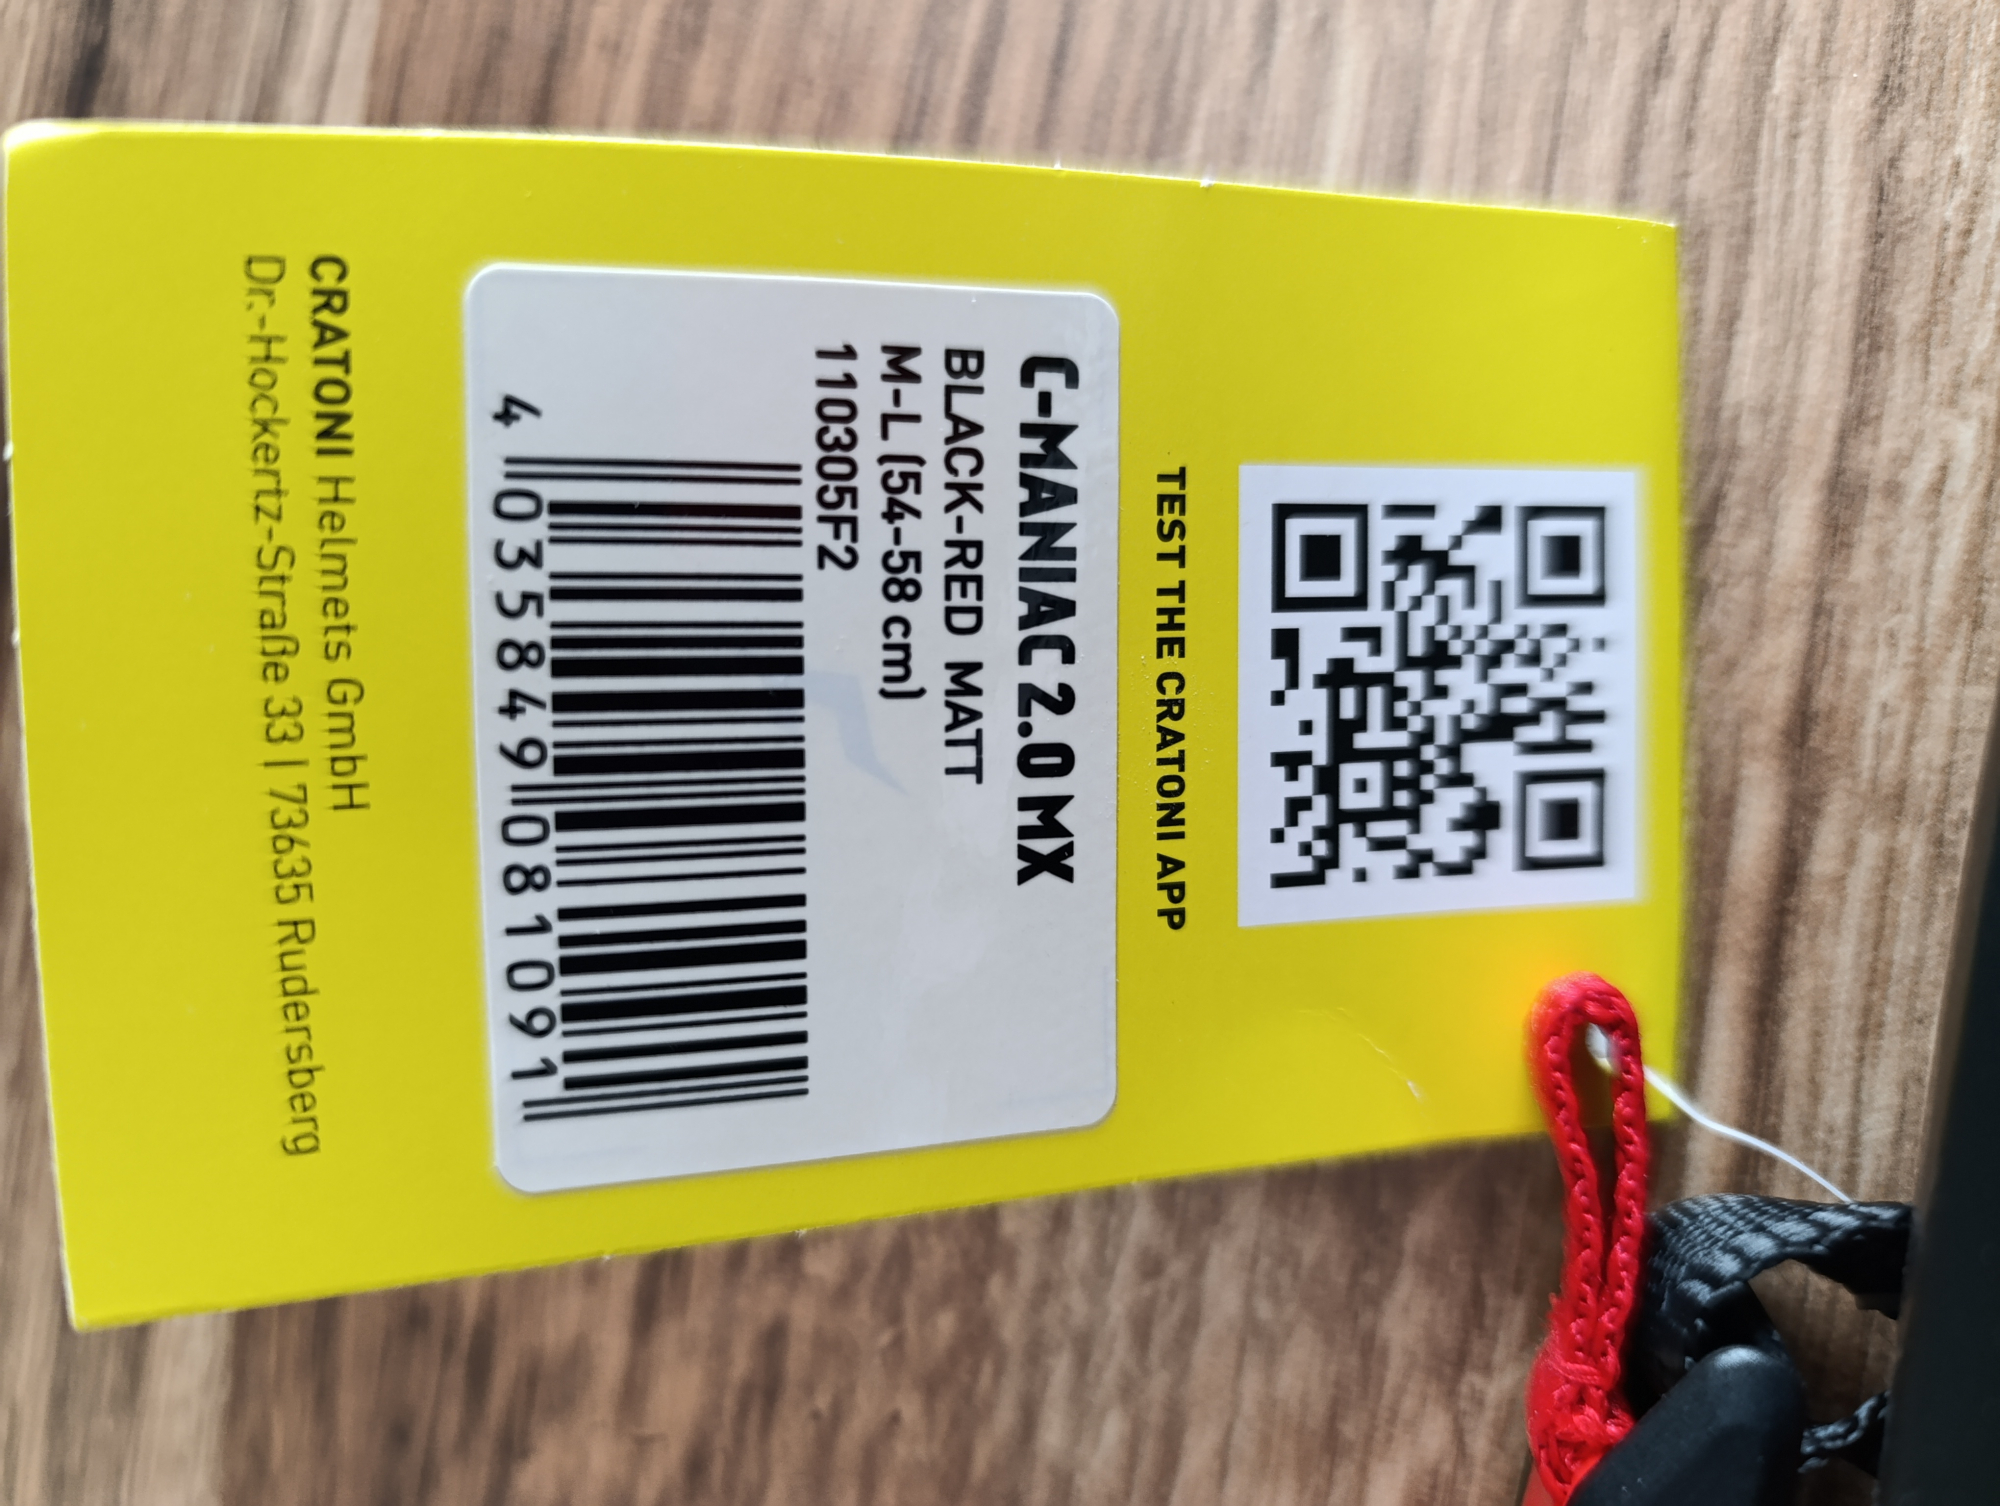 TEST THE CRATONI APP
C-MANIAC 2.0 MX
BLACK-RED MATT
M-L (54-58 cm)
110305F2
4 035849 081091
CRATONI Helmets GmbH
Dr.-Hockertz-Straße 33 | 73635 Rudersberg